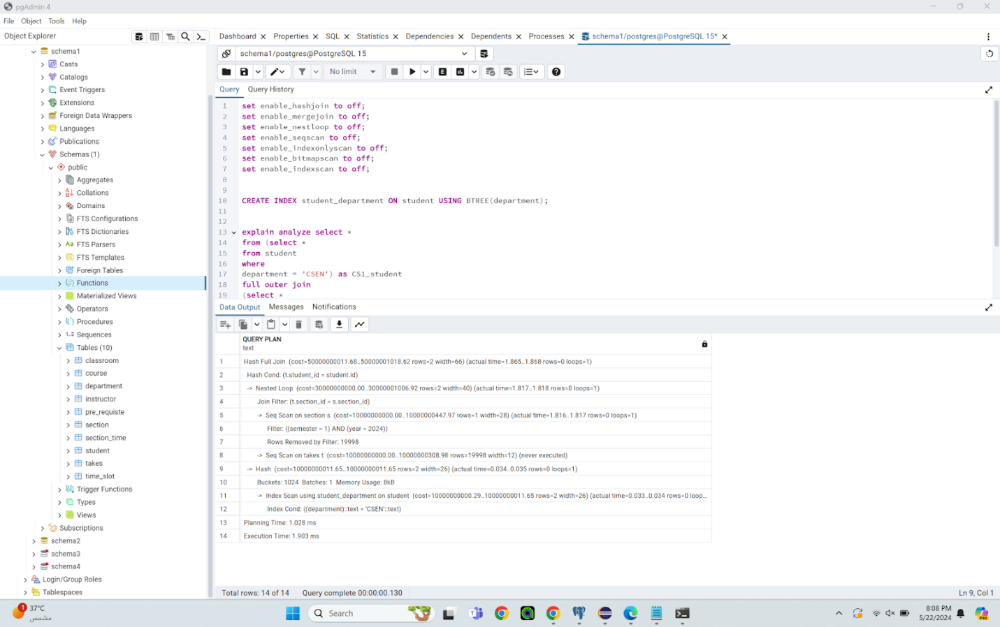 pgAdmin 4
File Object Tools Help
Object Explorer
schema1
Casts
Catalogs
Event Triggers
Extensions
Foreign Data Wrappers
Languages
Publications
Schemas (1)
public
Aggregates
Collations
Domains
FTS Configurations
FTS Dictionaries
Aa FTS Parsers
FTS Templates
Foreign Tables
Functions
Materialized Views
Operators
Procedures
1..3 Sequences
Tables (10)
classroom
course
department
instructor
pre_requiste
section
section_time
student
takes
time_slot
Trigger Functions
Types
Views
Subscriptions
schema2
schema3
schema4
Login/Group Roles
Tablespaces
Dashboard Properties SQL Statistics Dependencies Dependents Processes schema1/postgres@PostgreSQL 15*
schema1/postgres@PostgreSQL 15
No limit
E
Query Query History
1 set enable_hashjoin to off;
2 set enable_mergejoin to off;
3 set enable_nestloop to off;
4 set enable_seqscan to off;
5 set enable_indexonlyscan to off;
6 set enable_bitmapscan to off;
7 set enable_indexscan to off;
8
9
10 CREATE INDEX student_department ON student USING BTREE(department);
11
12
13 explain analyze select *
14 from (select *
15 from student
16 where
17 department = 'CSEN') as CS1_student
18 full outer join
19 (select *
Data Output Messages Notifications
QUERY PLAN
text
1 Hash Full Join (cost=50000000011.68..50000001018.62 rows=2 width=66) (actual time=1.865..1.868 rows=0 loops=1)
2 Hash Cond: (t.student_id = student.id)
3 -> Nested Loop (cost=30000000000.00..30000001006.92 rows=2 width=40) (actual time=1.817..1.818 rows=0 loops=1)
4 Join Filter: (t.section_id = s.section_id)
5 -> Seq Scan on section s (cost=10000000000.00..10000000447.97 rows=1 width=28) (actual time=1.816..1.817 rows=0 loops=1)
6 Filter: ((semester = 1) AND (year = 2024))
7 Rows Removed by Filter: 19998
8 -> Seq Scan on takes t (cost=10000000000.00..10000000308.98 rows=19998 width=12) (never executed)
9 -> Hash (cost=10000000011.65..10000000011.65 rows=2 width=26) (actual time=0.034..0.035 rows=0 loops=1)
10 Buckets: 1024 Batches: 1 Memory Usage: 8kB
11 -> Index Scan using student_department on student (cost=10000000000.29..10000000011.65 rows=2 width=26) (actual time=0.033..0.034 rows=0 loop...
12 Index Cond: ((department)::text = 'CSEN'::text)
13 Planning Time: 1.028 ms
14 Execution Time: 1.903 ms
Total rows: 14 of 14 Query complete 00:00:00.130 Ln 9, Col 1
1 37°C
مشمس
Search
8:08 PM
5/22/2024
PRE